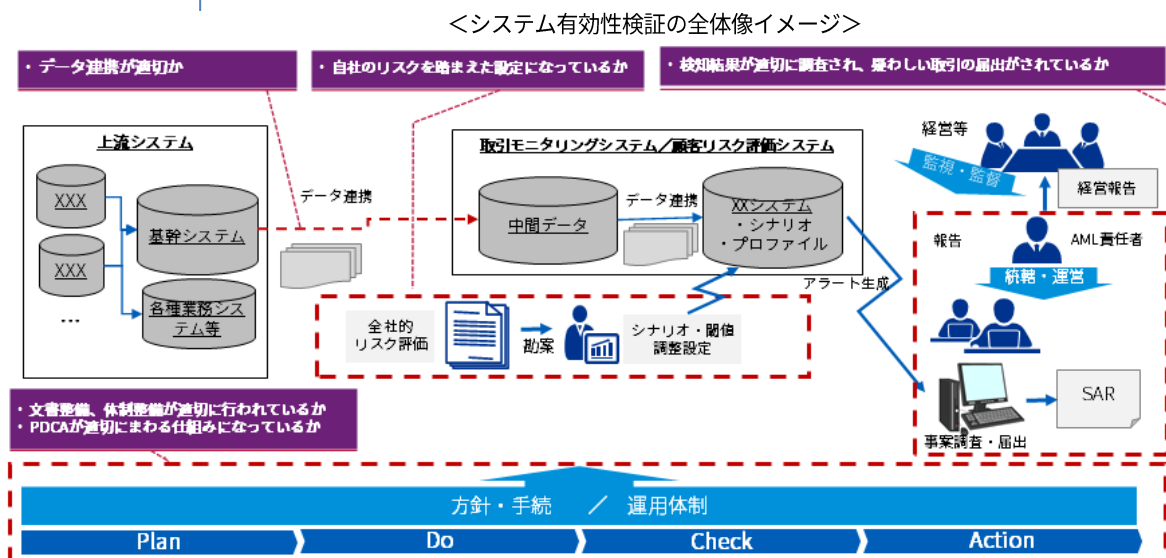 ＜システム有効性検証の全体像イメージ＞
・ データ連携が適切か
・ 自社のリスクを踏まえた設定になっているか
・ 検知結果が適切に調査され、疑わしい取引の届出がされているか
上流システム
XXX
XXX
…
基幹システム
各種業務シス
テム等
データ連携
取引モニタリングシステム／顧客リスク評価システム
中間データ
データ連携
XXシステム
・シナリオ
・プロファイル
アラート生成
全社的
リスク評価
勘案
シナリオ・閾値
調整設定
経営等
監視・監督
経営報告
報告
AML責任者
統轄・運営
SAR
事案調査・届出
・ 文書整備、体制整備が適切に行われているか
・ PDCAが適切にまわる仕組みになっているか
方針・手続　／　運用体制
Plan
Do
Check
Action